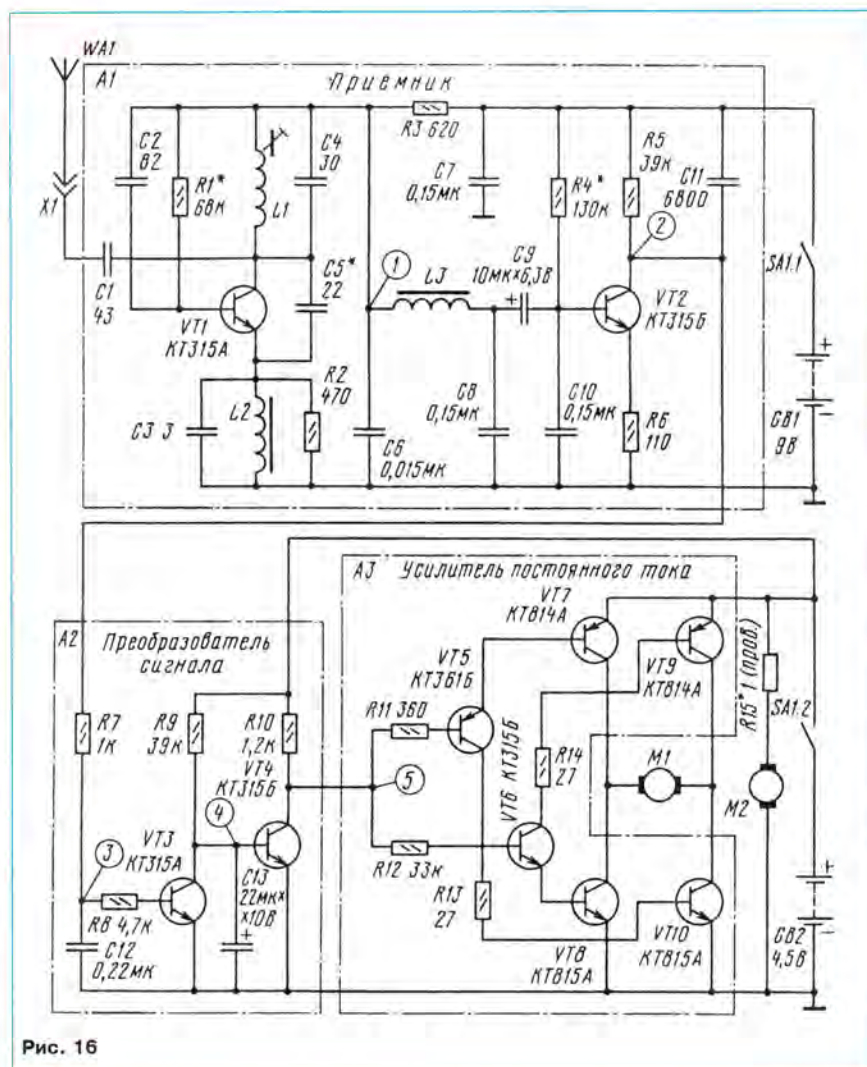 WA1
A1
Приёмник
C2
82
R1*
68к
L1
C4
30
R3 620
C7
0,15мк
R4*
130к
R5
39к
C11
6800
X1
C1
43
VT1
КТ315А
C5*
22
1
L3
C9
10мк×6,3В
2
VT2
КТ315Б
SA1.1
C3 3
L2
R2
470
C6
0,015мк
C8
0,15мк
C10
0,15мк
R6
110
GB1
9В
A2
Преобразователь
сигнала
A3 Усилитель постоянного тока
VT7
КТ814А
VT5
КТ361Б
VT9
КТ814А
R15* 1 (пров.)
SA1.2
R7
1к
R9
39к
R10
1,2к
VT4
КТ315Б
R11 360
5
VT6 КТ315Б
R14
27
M1
M2
3
VT3
КТ315А
4
R12 33к
R8 4,7к
C12
0,22мк
C13
22мк×
×10В
R13
27
VT8
КТ815А
VT10
КТ815А
GB2
4,5В
Рис. 16